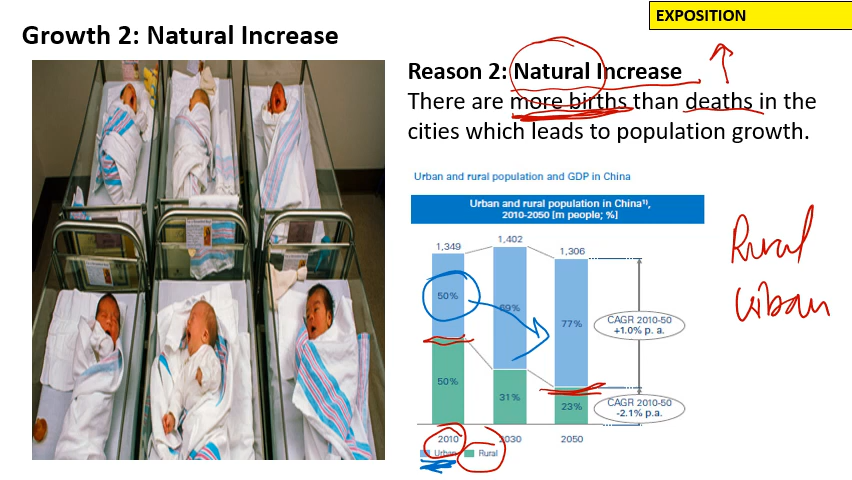 EXPOSITION
Growth 2: Natural Increase
Reason 2: Natural Increase
There are more births than deaths in the
cities which leads to population growth.
Urban and rural population and GDP in China
Urban and rural population in China¹⁾,
2010-2050 [m people; %]
1,349
1,402
1,306
50%
69%
77%
CAGR 2010-50
+1.0% p. a.
50%
31%
23%
CAGR 2010-50
-2.1% p.a.
2010
2030
2050
Urban
Rural
Rural
Urban